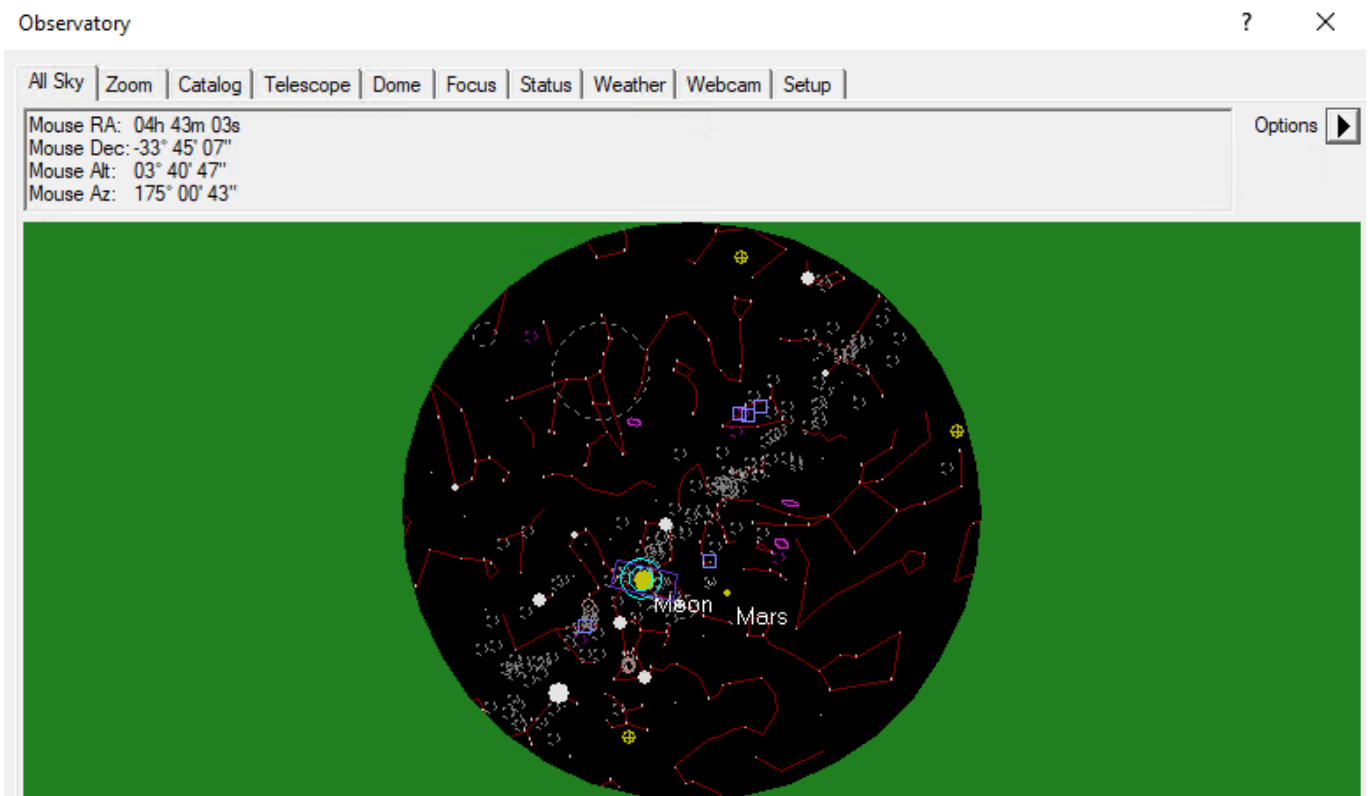 Observatory ?
All Sky Zoom Catalog Telescope Dome Focus Status Weather Webcam Setup
Mouse RA: 04h 43m 03s
Mouse Dec: -33° 45' 07"
Mouse Alt: 03° 40' 47"
Mouse Az: 175° 00' 43"
Options
Moon
Mars